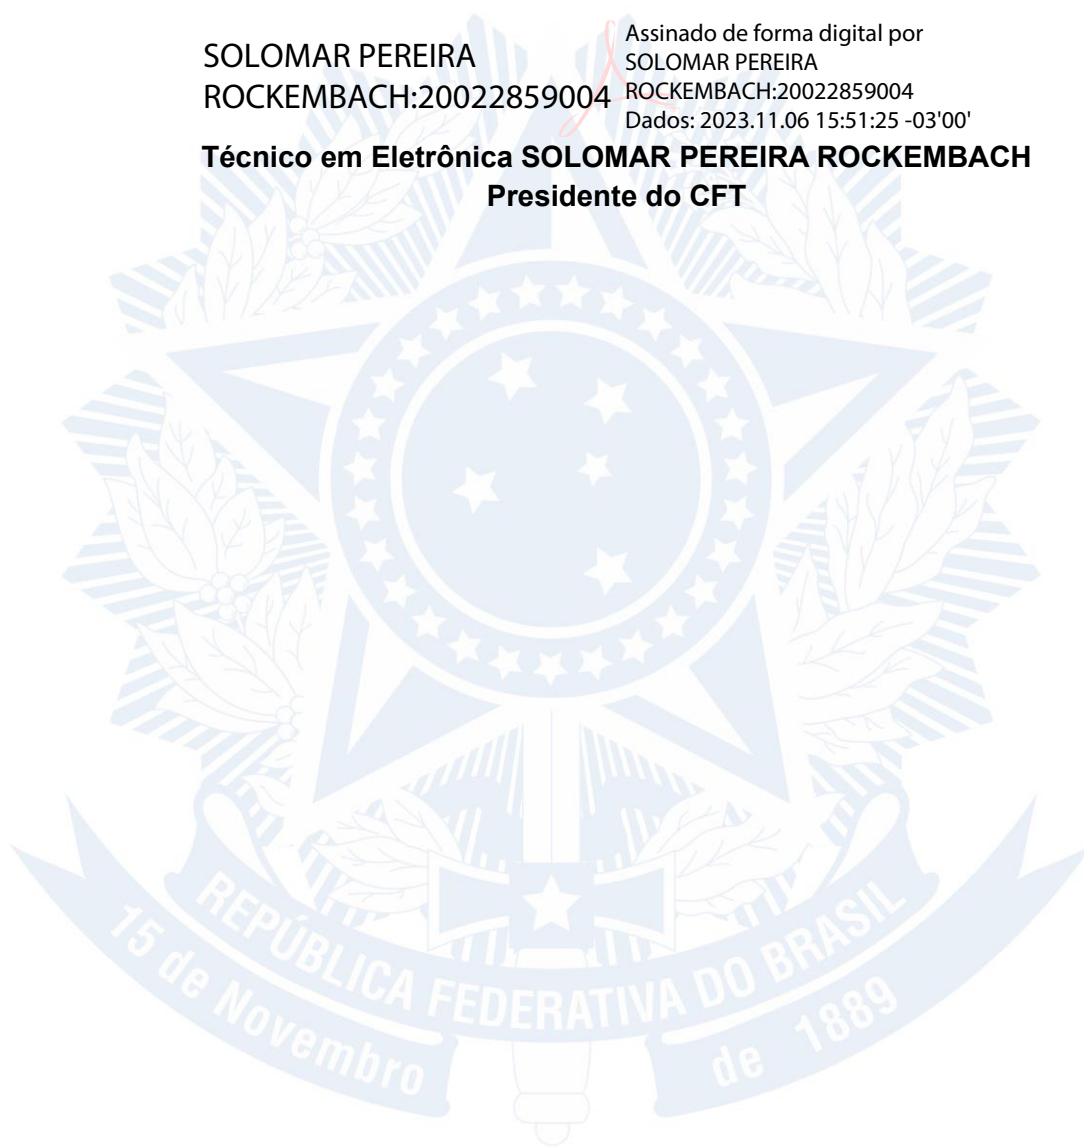 SOLOMAR PEREIRA
ROCKEMBACH:20022859004
Assinado de forma digital por
SOLOMAR PEREIRA
ROCKEMBACH:20022859004
Dados: 2023.11.06 15:51:25 -03'00'
Técnico em Eletrônica SOLOMAR PEREIRA ROCKEMBACH
Presidente do CFT
REPÚBLICA FEDERATIVA DO BRASIL
15 de Novembro de 1889